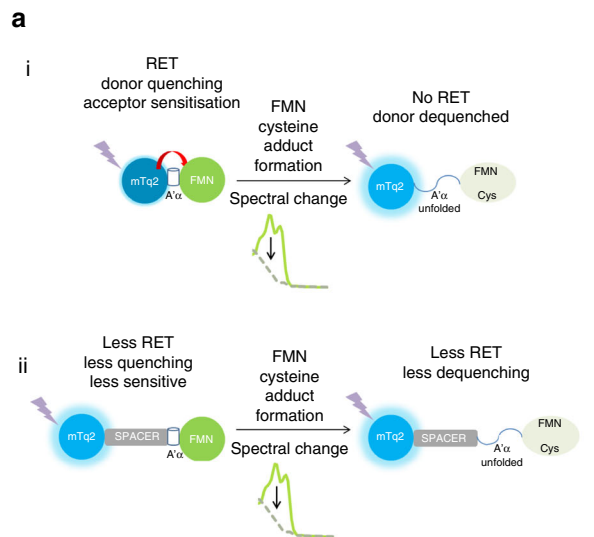 a
i
RET
donor quenching
acceptor sensitisation
FMN
cysteine
adduct
formation
Spectral change
No RET
donor dequenched
mTq2
A'α
FMN
mTq2
A'α
unfolded
FMN
Cys
ii
Less RET
less quenching
less sensitive
FMN
cysteine
adduct
formation
Spectral change
Less RET
less dequenching
mTq2
SPACER
A'α
FMN
mTq2
SPACER
A'α
unfolded
FMN
Cys